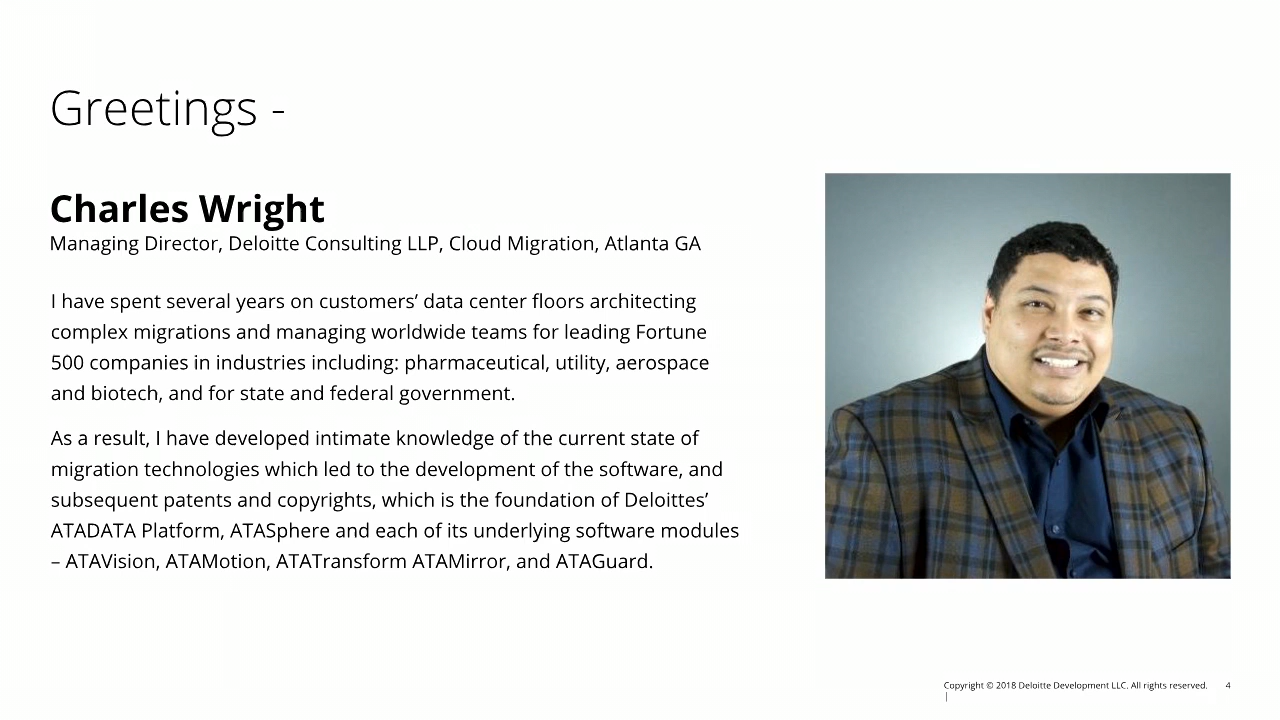 Greetings -
Charles Wright
Managing Director, Deloitte Consulting LLP, Cloud Migration, Atlanta GA
I have spent several years on customers’ data center floors architecting
complex migrations and managing worldwide teams for leading Fortune
500 companies in industries including: pharmaceutical, utility, aerospace
and biotech, and for state and federal government.
As a result, I have developed intimate knowledge of the current state of
migration technologies which led to the development of the software, and
subsequent patents and copyrights, which is the foundation of Deloittes’
ATADATA Platform, ATASphere and each of its underlying software modules
– ATAVision, ATAMotion, ATATransform ATAMirror, and ATAGuard.
Copyright © 2018 Deloitte Development LLC. All rights reserved. 4
|